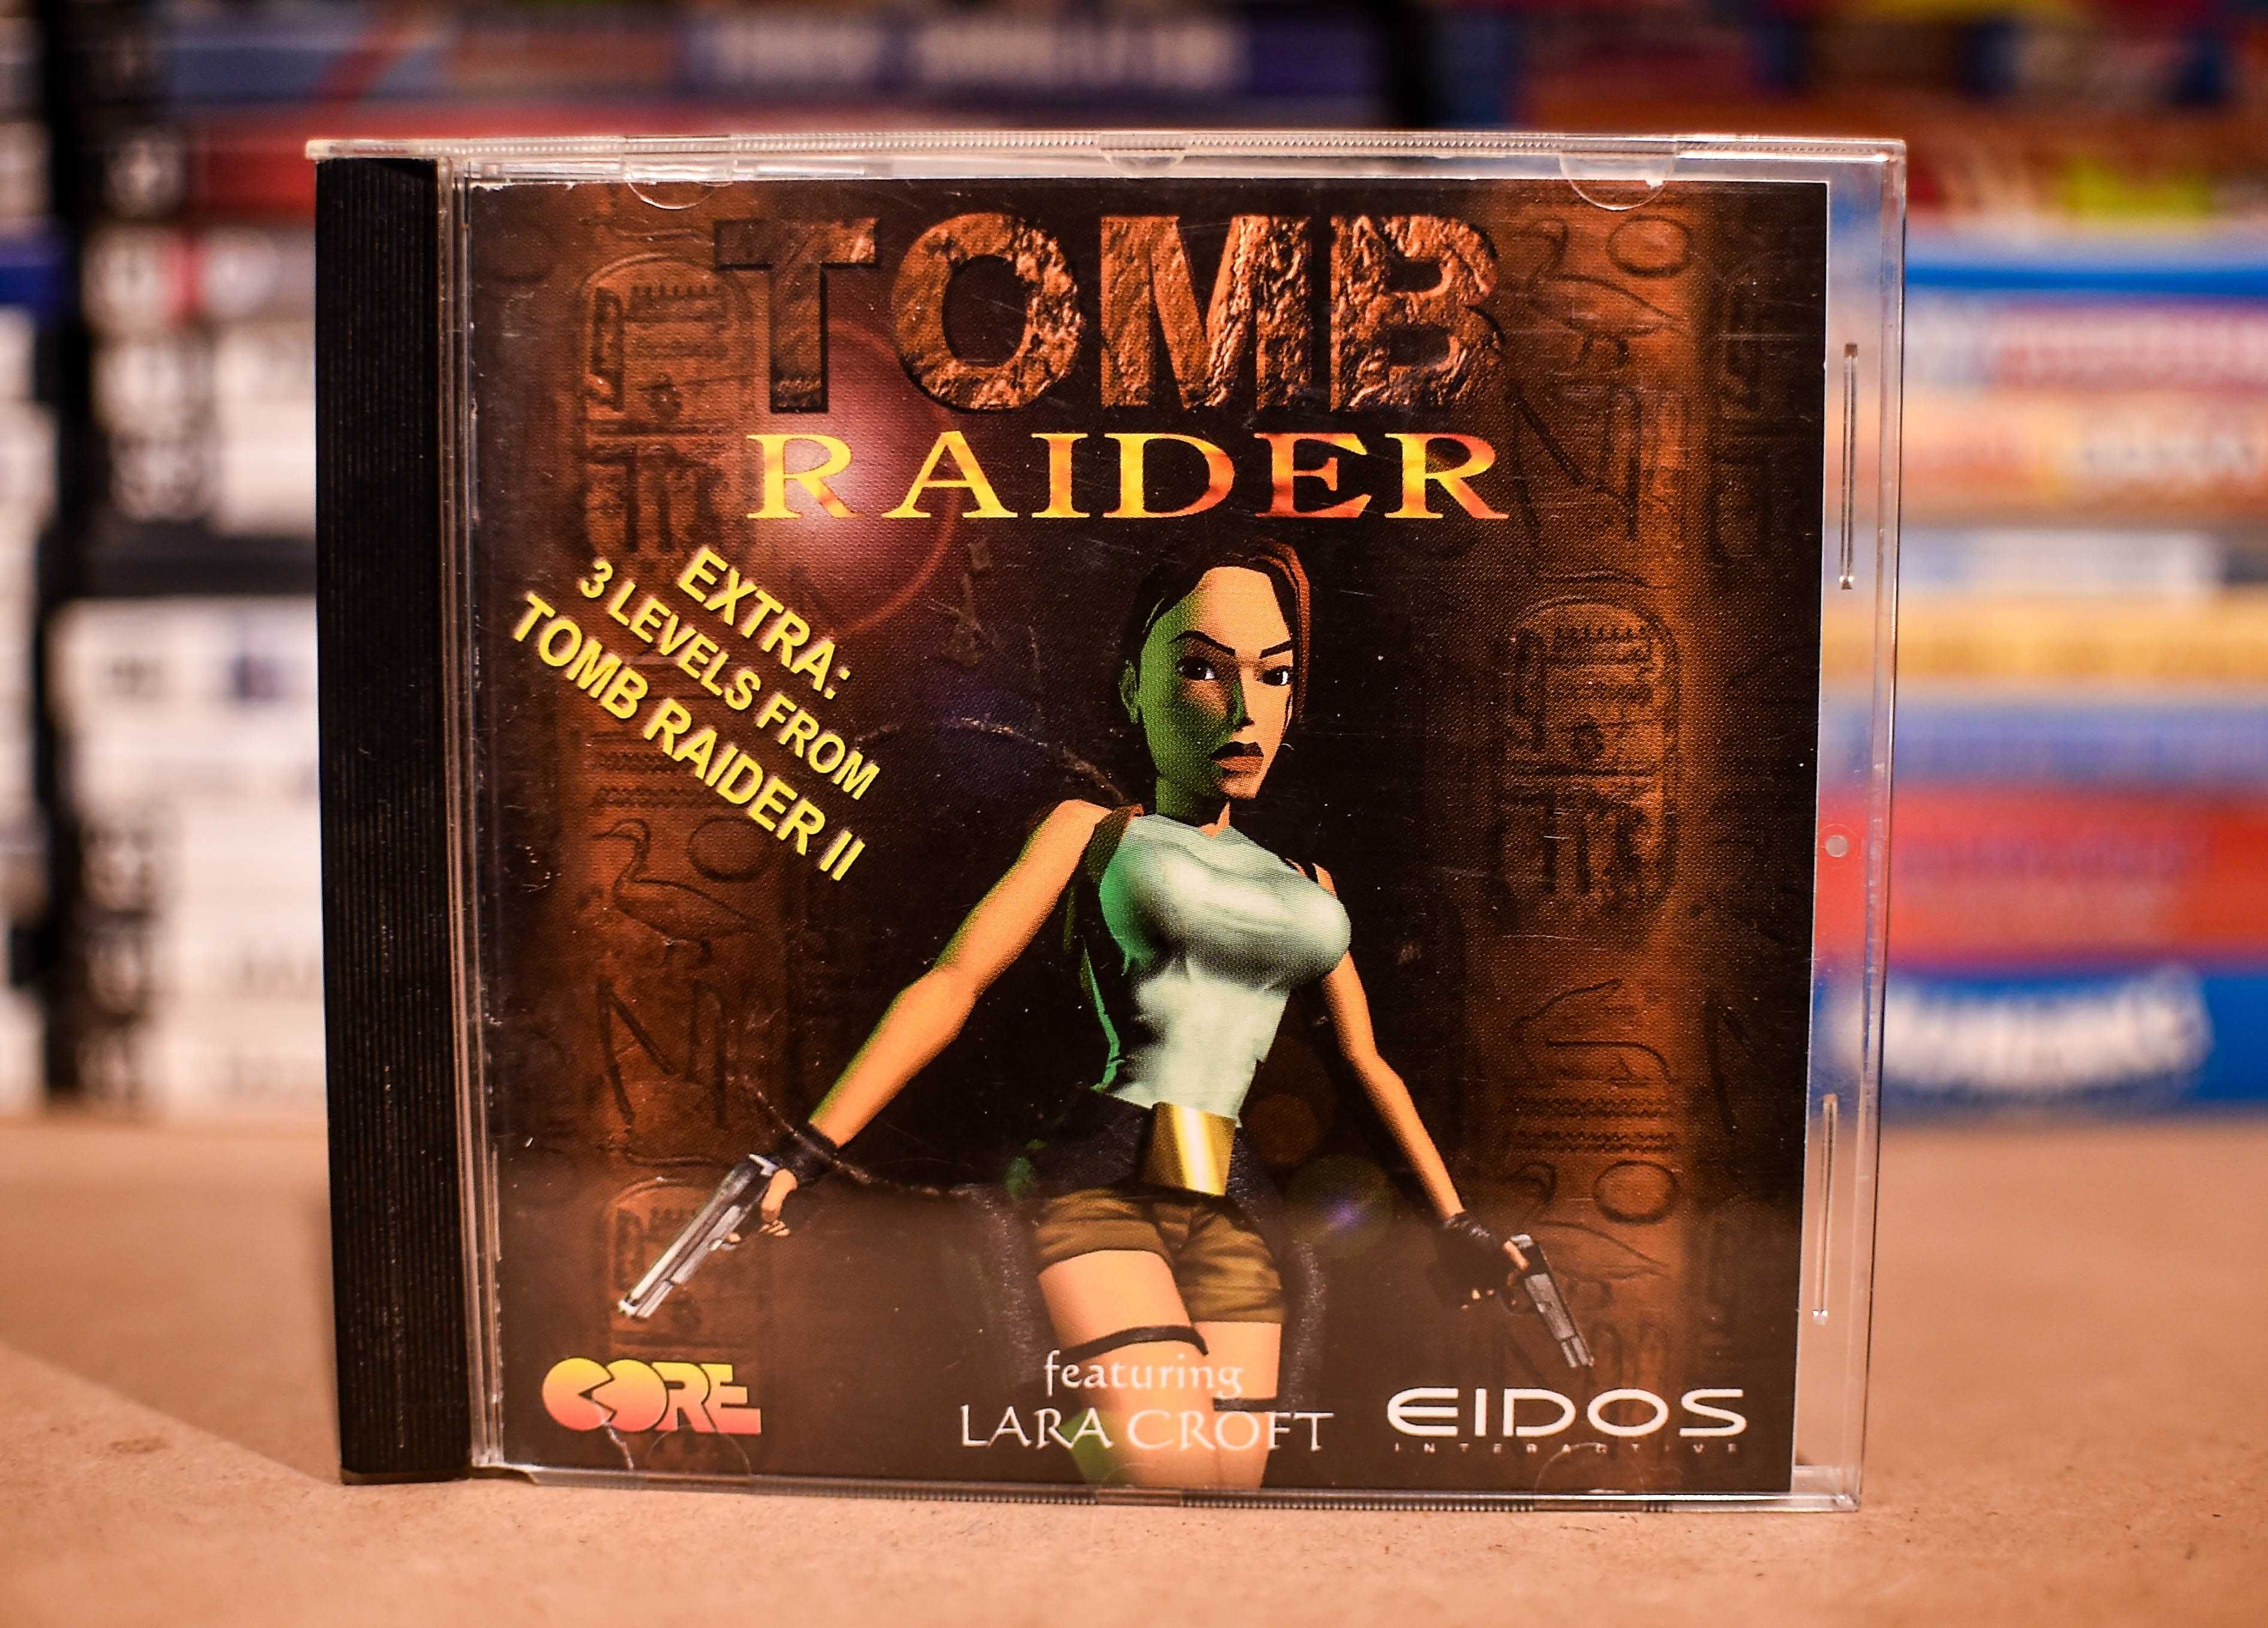 TOMB
RAIDER
EXTRA:
3 LEVELS FROM
TOMB RAIDER II
CORE
featuring
LARA CROFT
EIDOS
INTERACTIVE